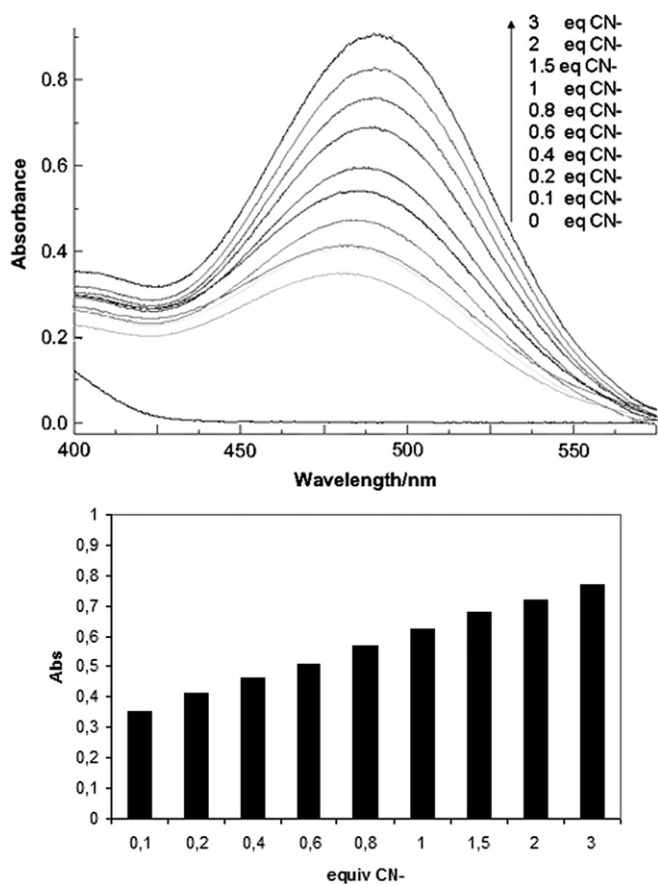 3 eq CN-
2 eq CN-
1.5 eq CN-
1 eq CN-
0.8 eq CN-
0.6 eq CN-
0.4 eq CN-
0.2 eq CN-
0.1 eq CN-
0 eq CN-
0.8
0.6
0.4
0.2
0.0
Absorbance
400 450 500 550
Wavelength/nm
1
0,9
0,8
0,7
0,6
0,5
0,4
0,3
0,2
0,1
0
Abs
0,1 0,2 0,4 0,6 0,8 1 1,5 2 3
equiv CN-